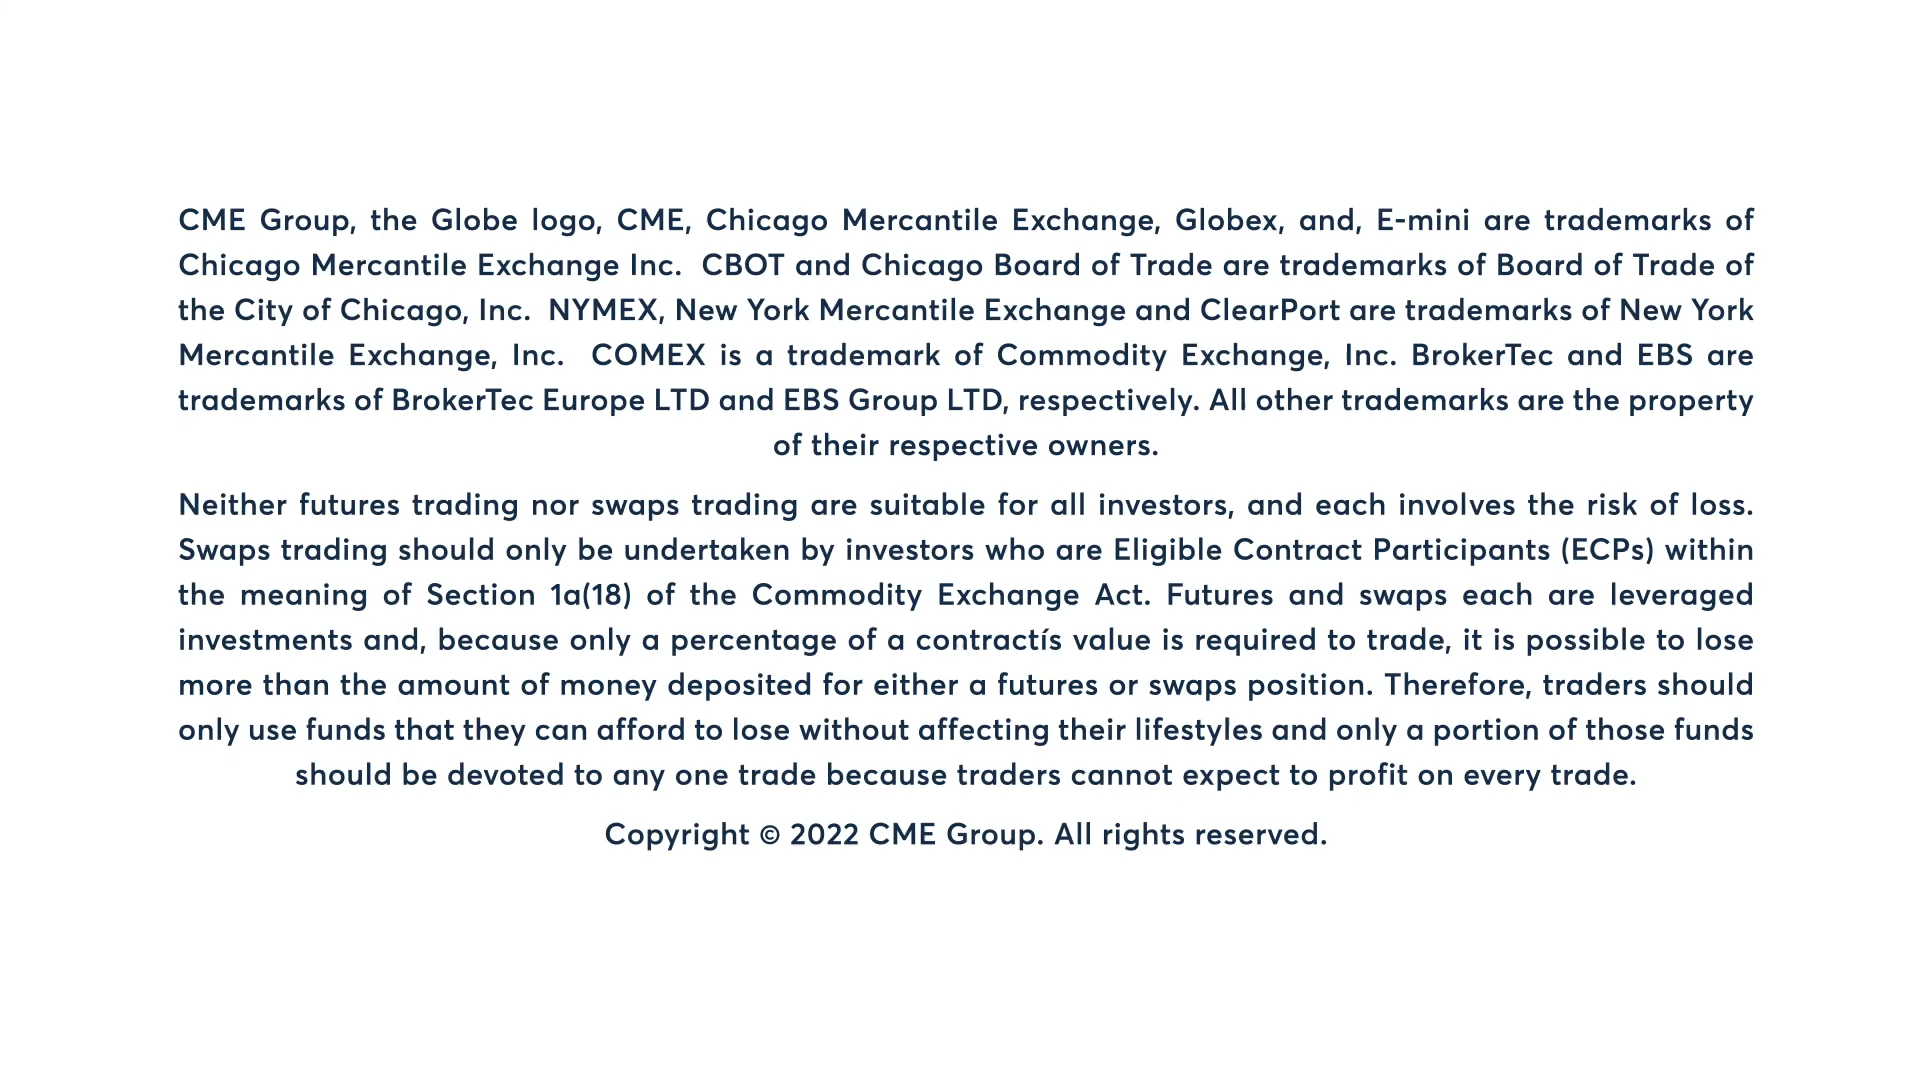 CME Group, the Globe logo, CME, Chicago Mercantile Exchange, Globex, and, E-mini are trademarks of
Chicago Mercantile Exchange Inc.  CBOT and Chicago Board of Trade are trademarks of Board of Trade of
the City of Chicago, Inc.  NYMEX, New York Mercantile Exchange and ClearPort are trademarks of New York
Mercantile Exchange, Inc.  COMEX is a trademark of Commodity Exchange, Inc. BrokerTec and EBS are
trademarks of BrokerTec Europe LTD and EBS Group LTD, respectively. All other trademarks are the property
of their respective owners.
Neither futures trading nor swaps trading are suitable for all investors, and each involves the risk of loss.
Swaps trading should only be undertaken by investors who are Eligible Contract Participants (ECPs) within
the meaning of Section 1a(18) of the Commodity Exchange Act. Futures and swaps each are leveraged
investments and, because only a percentage of a contractís value is required to trade, it is possible to lose
more than the amount of money deposited for either a futures or swaps position. Therefore, traders should
only use funds that they can afford to lose without affecting their lifestyles and only a portion of those funds
should be devoted to any one trade because traders cannot expect to profit on every trade.
Copyright © 2022 CME Group. All rights reserved.